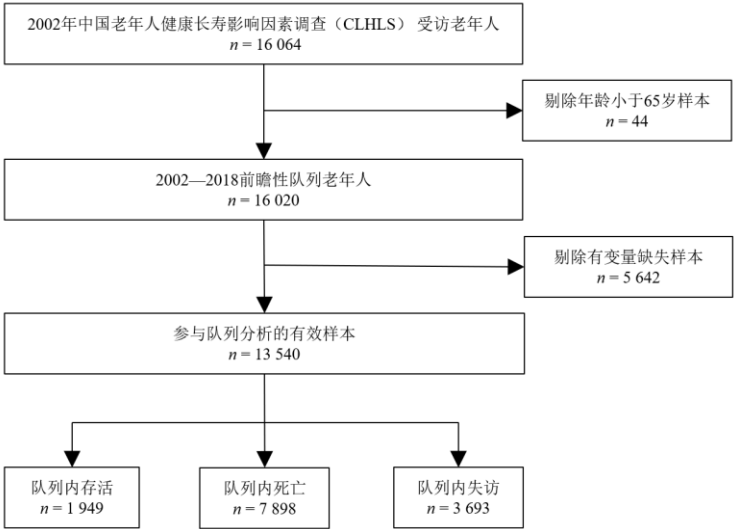 2002年中国老年人健康长寿影响因素调查（CLHLS） 受访老年人
n = 16 064
剔除年龄小于65岁样本
n = 44
2002—2018前瞻性队列老年人
n = 16 020
剔除有变量缺失样本
n = 5 642
参与队列分析的有效样本
n = 13 540
队列内存活
n = 1 949
队列内死亡
n = 7 898
队列内失访
n = 3 693